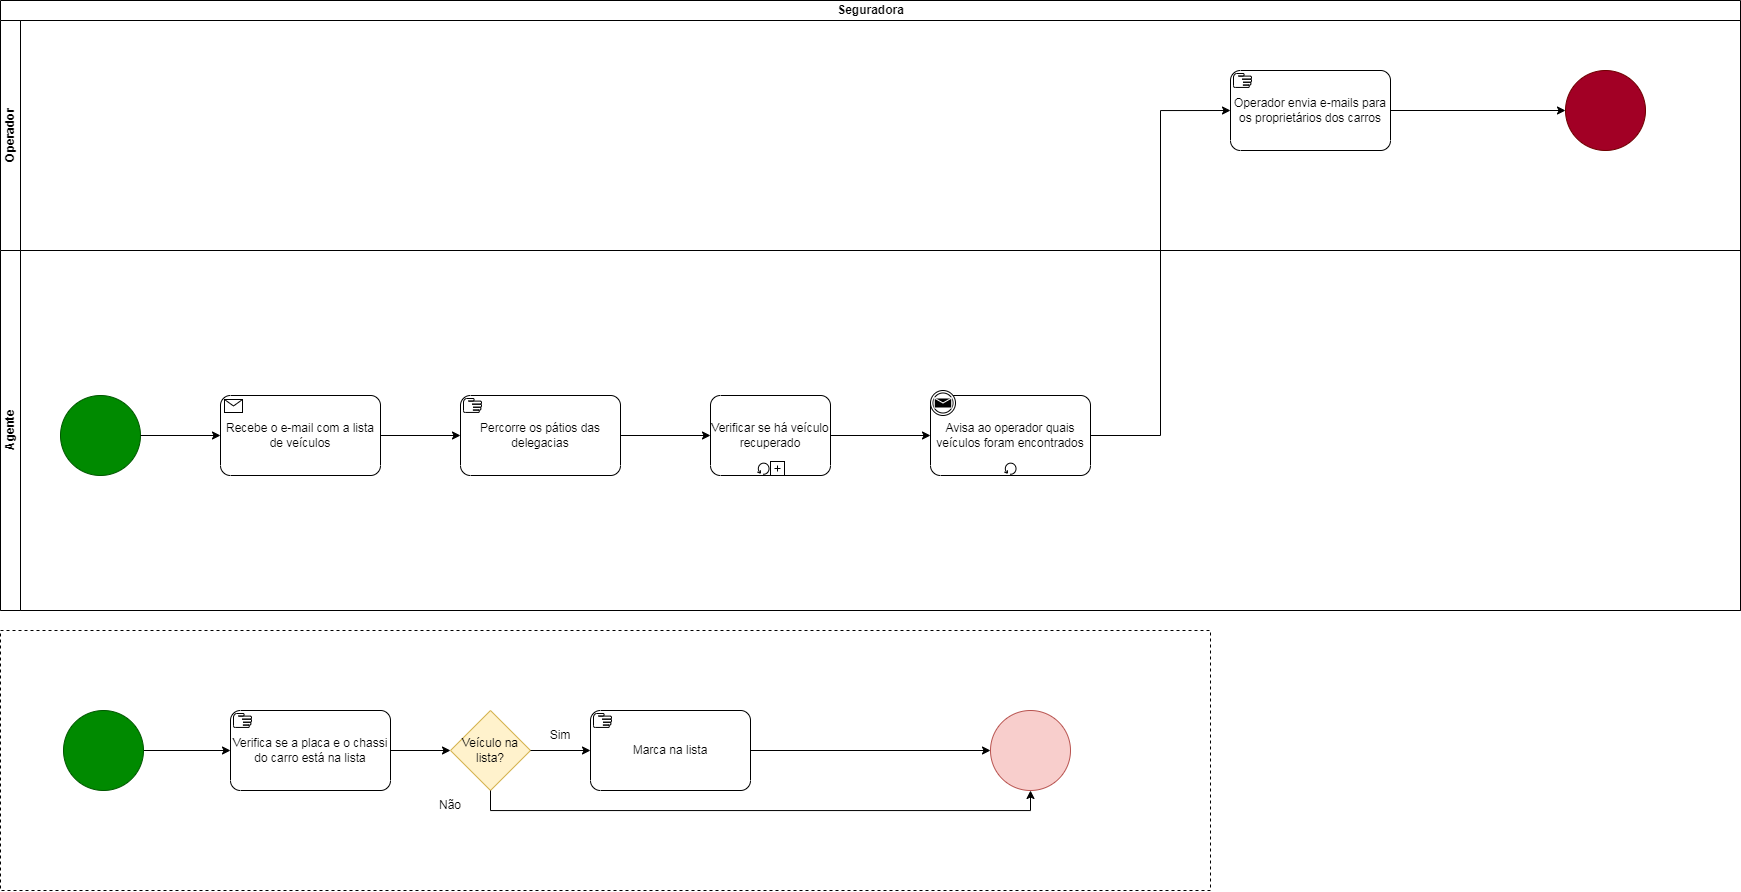 Seguradora
Operador
Operador envia e-mails para
os proprietários dos carros
Agente
Recebe o e-mail com a lista
de veículos
Percorre os pátios das
delegacias
Verificar se há veículo
recuperado
Avisa ao operador quais
veículos foram encontrados
Verifica se a placa e o chassi
do carro está na lista
Veículo na
lista?
Sim
Marca na lista
Não